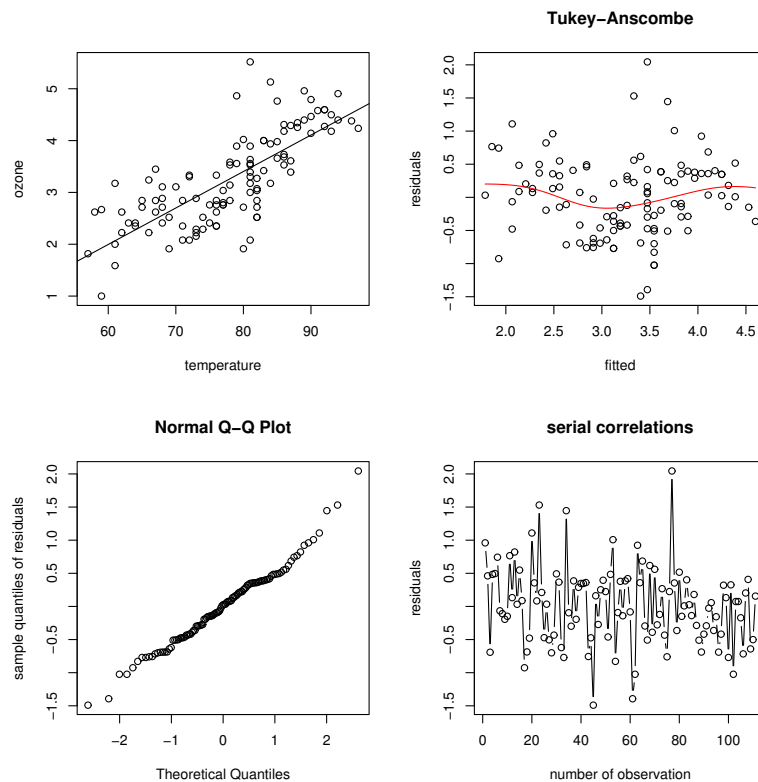 60 70 80 90
1 2 3 4 5
temperature
ozone
Tukey−Anscombe
2.0 2.5 3.0 3.5 4.0 4.5
−1.5 −0.5 0.5 1.5 2.0
fitted
residuals
Normal Q−Q Plot
−2 −1 0 1 2
−1.5 −0.5 0.5 1.0 1.5 2.0
Theoretical Quantiles
sample quantiles of residuals
serial correlations
0 20 40 60 80 100
−1.5 −0.5 0.5 1.0 1.5 2.0
number of observation
residuals